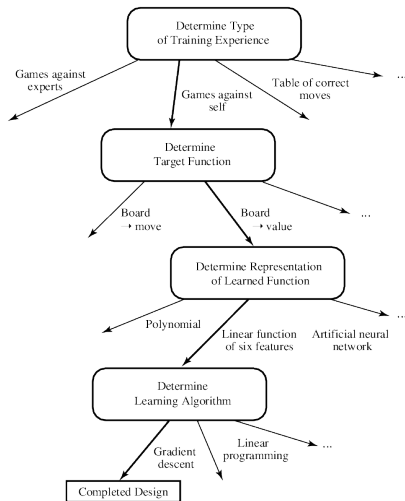 Determine Type
of Training Experience
Games against
experts
Games against
self
Table of correct
moves
...
Determine
Target Function
Board
→ move
Board
→ value
...
Determine Representation
of Learned Function
Polynomial
Linear function
of six features
Artificial neural
network
...
Determine
Learning Algorithm
Gradient
descent
Linear
programming
...
Completed Design